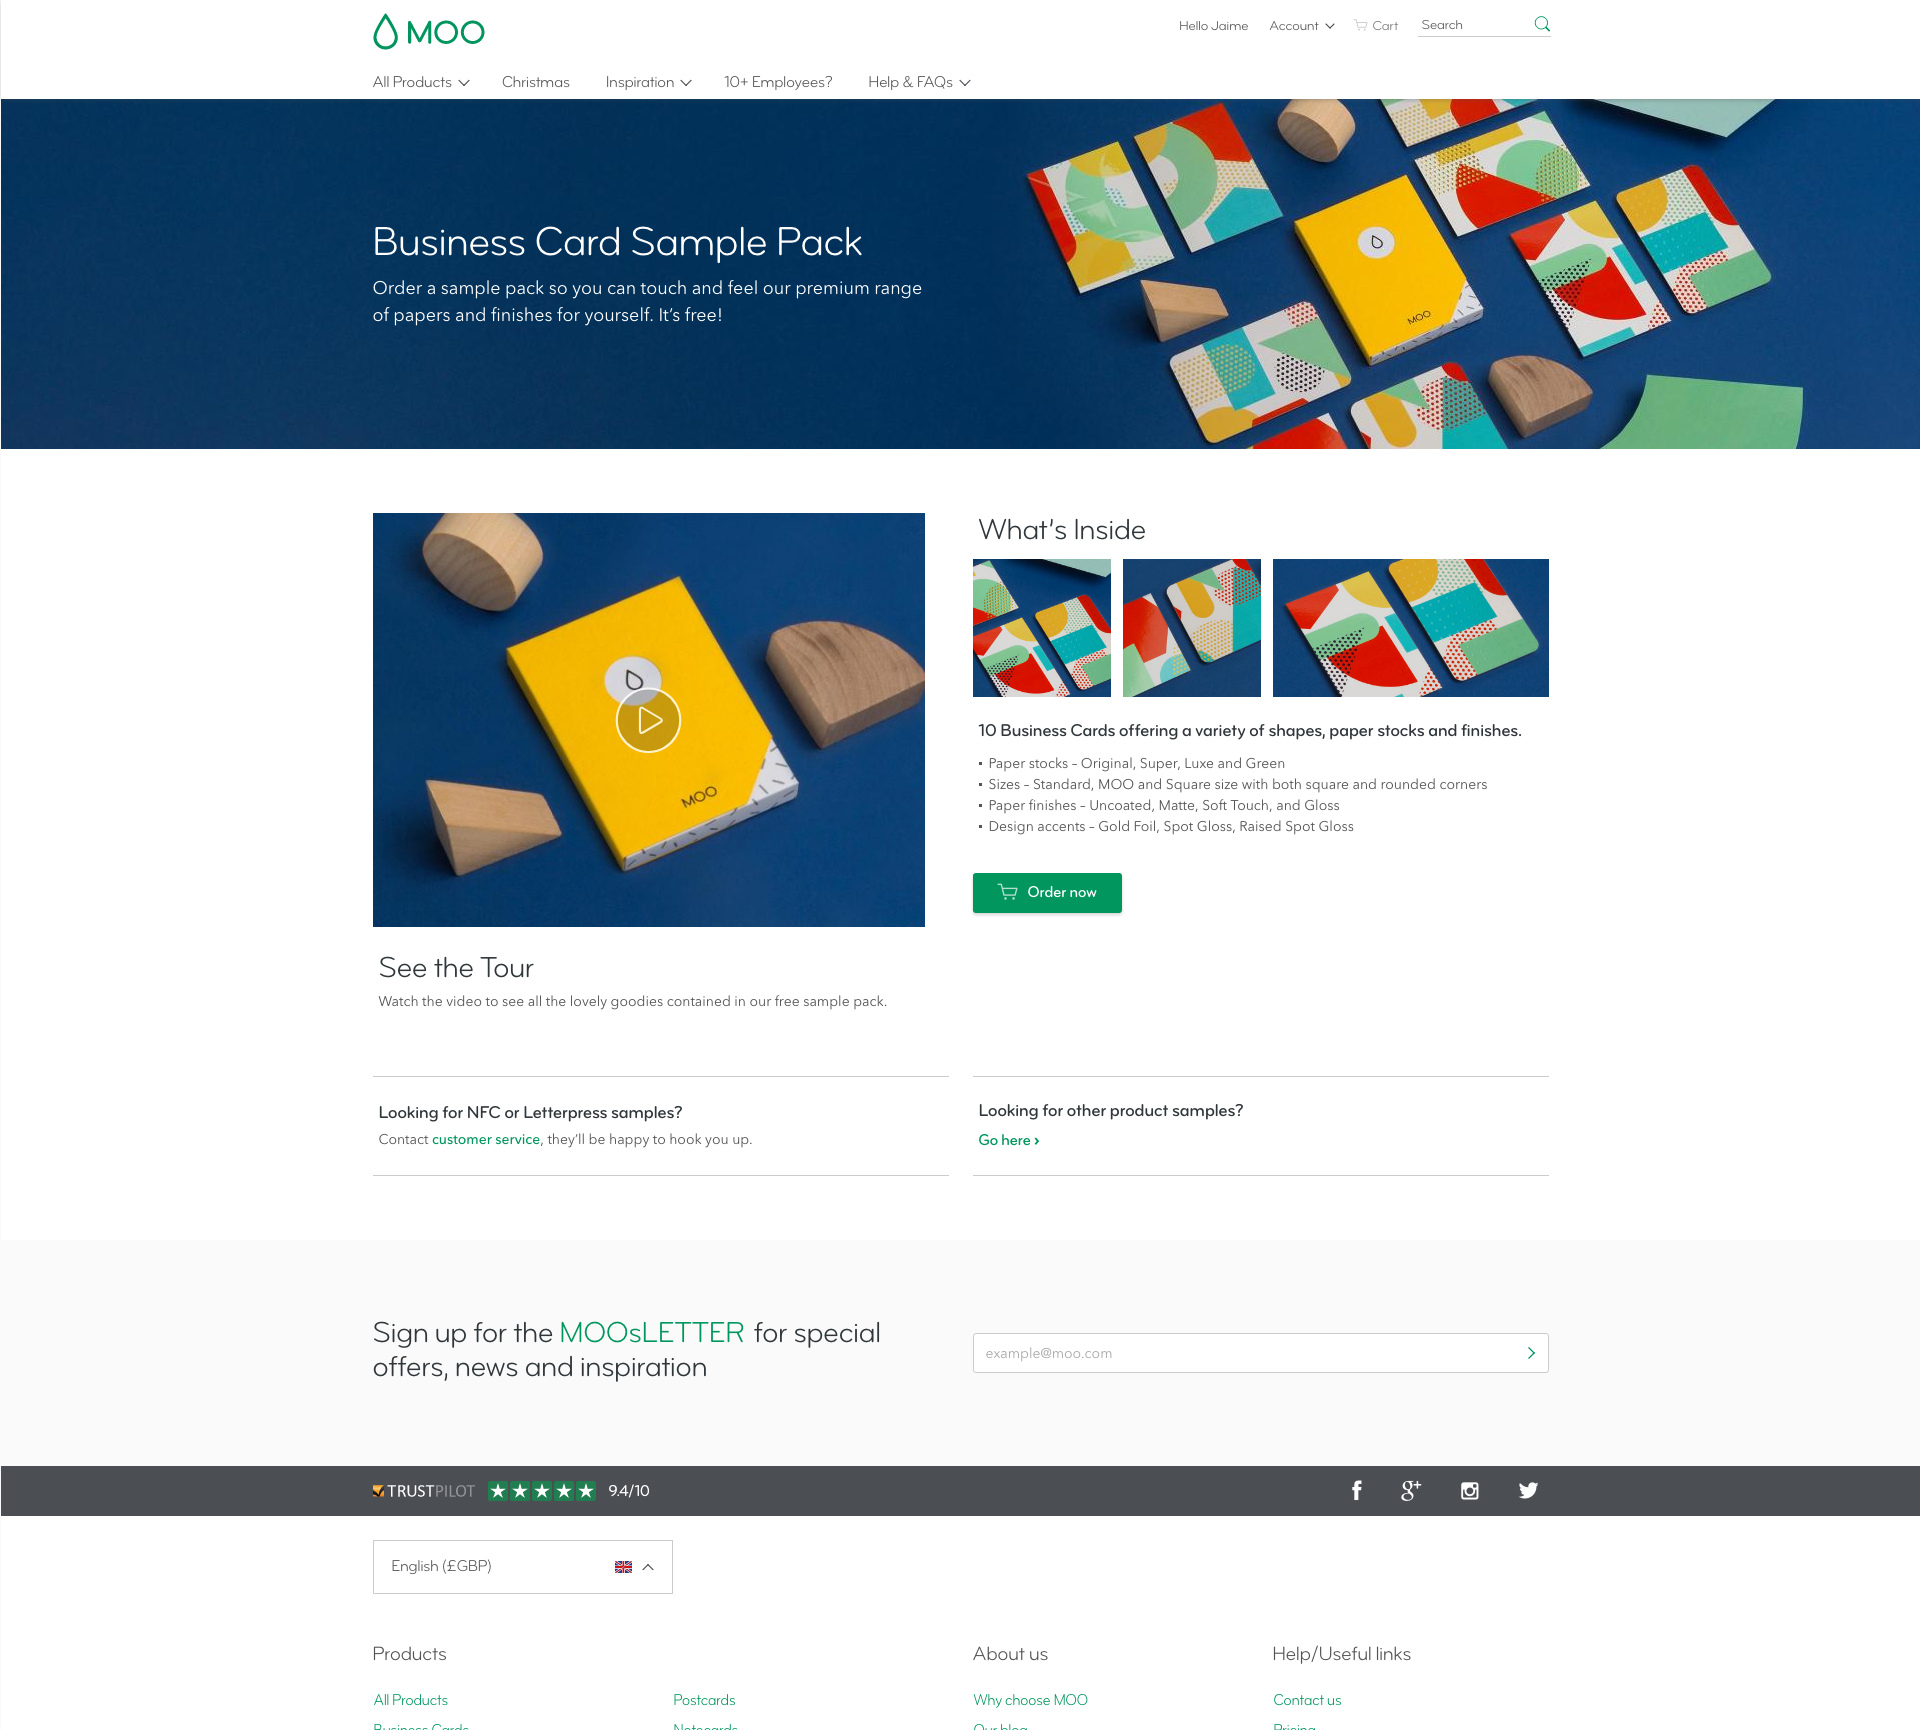 MOO
Hello Jaime
Account
Cart
Search
All Products
Christmas
Inspiration
10+ Employees?
Help & FAQs
Business Card Sample Pack
Order a sample pack so you can touch and feel our premium range
of papers and finishes for yourself. It's free!
MOO
What's Inside
MOO
10 Business Cards offering a variety of shapes, paper stocks and finishes.
▪ Paper stocks – Original, Super, Luxe and Green
▪ Sizes – Standard, MOO and Square size with both square and rounded corners
▪ Paper finishes – Uncoated, Matte, Soft Touch, and Gloss
▪ Design accents – Gold Foil, Spot Gloss, Raised Spot Gloss
Order now
See the Tour
Watch the video to see all the lovely goodies contained in our free sample pack.
Looking for NFC or Letterpress samples?
Contact customer service, they'll be happy to hook you up.
Looking for other product samples?
Go here ›
Sign up for the MOOsLETTER for special
offers, news and inspiration
example@moo.com
TRUSTPILOT
9.4/10
English (£GBP)
Products
About us
Help/Useful links
All Products
Postcards
Why choose MOO
Contact us
Business Cards
Notecards
Our blog
Pricing